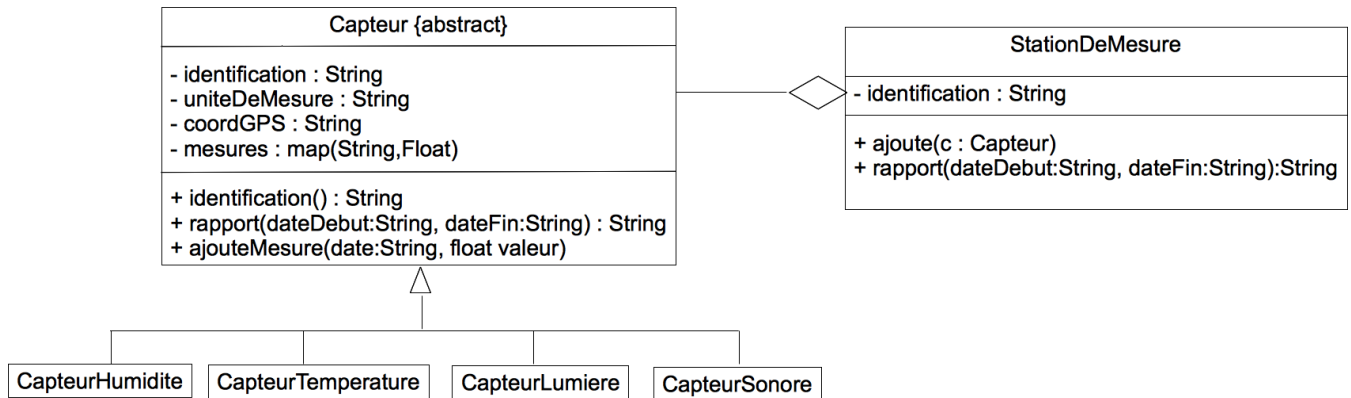 Capteur {abstract}
- identification : String
- uniteDeMesure : String
- coordGPS : String
- mesures : map(String,Float)
+ identification() : String
+ rapport(dateDebut:String, dateFin:String) : String
+ ajouteMesure(date:String, float valeur)
StationDeMesure
- identification : String
+ ajoute(c : Capteur)
+ rapport(dateDebut:String, dateFin:String):String
CapteurHumidite
CapteurTemperature
CapteurLumiere
CapteurSonore